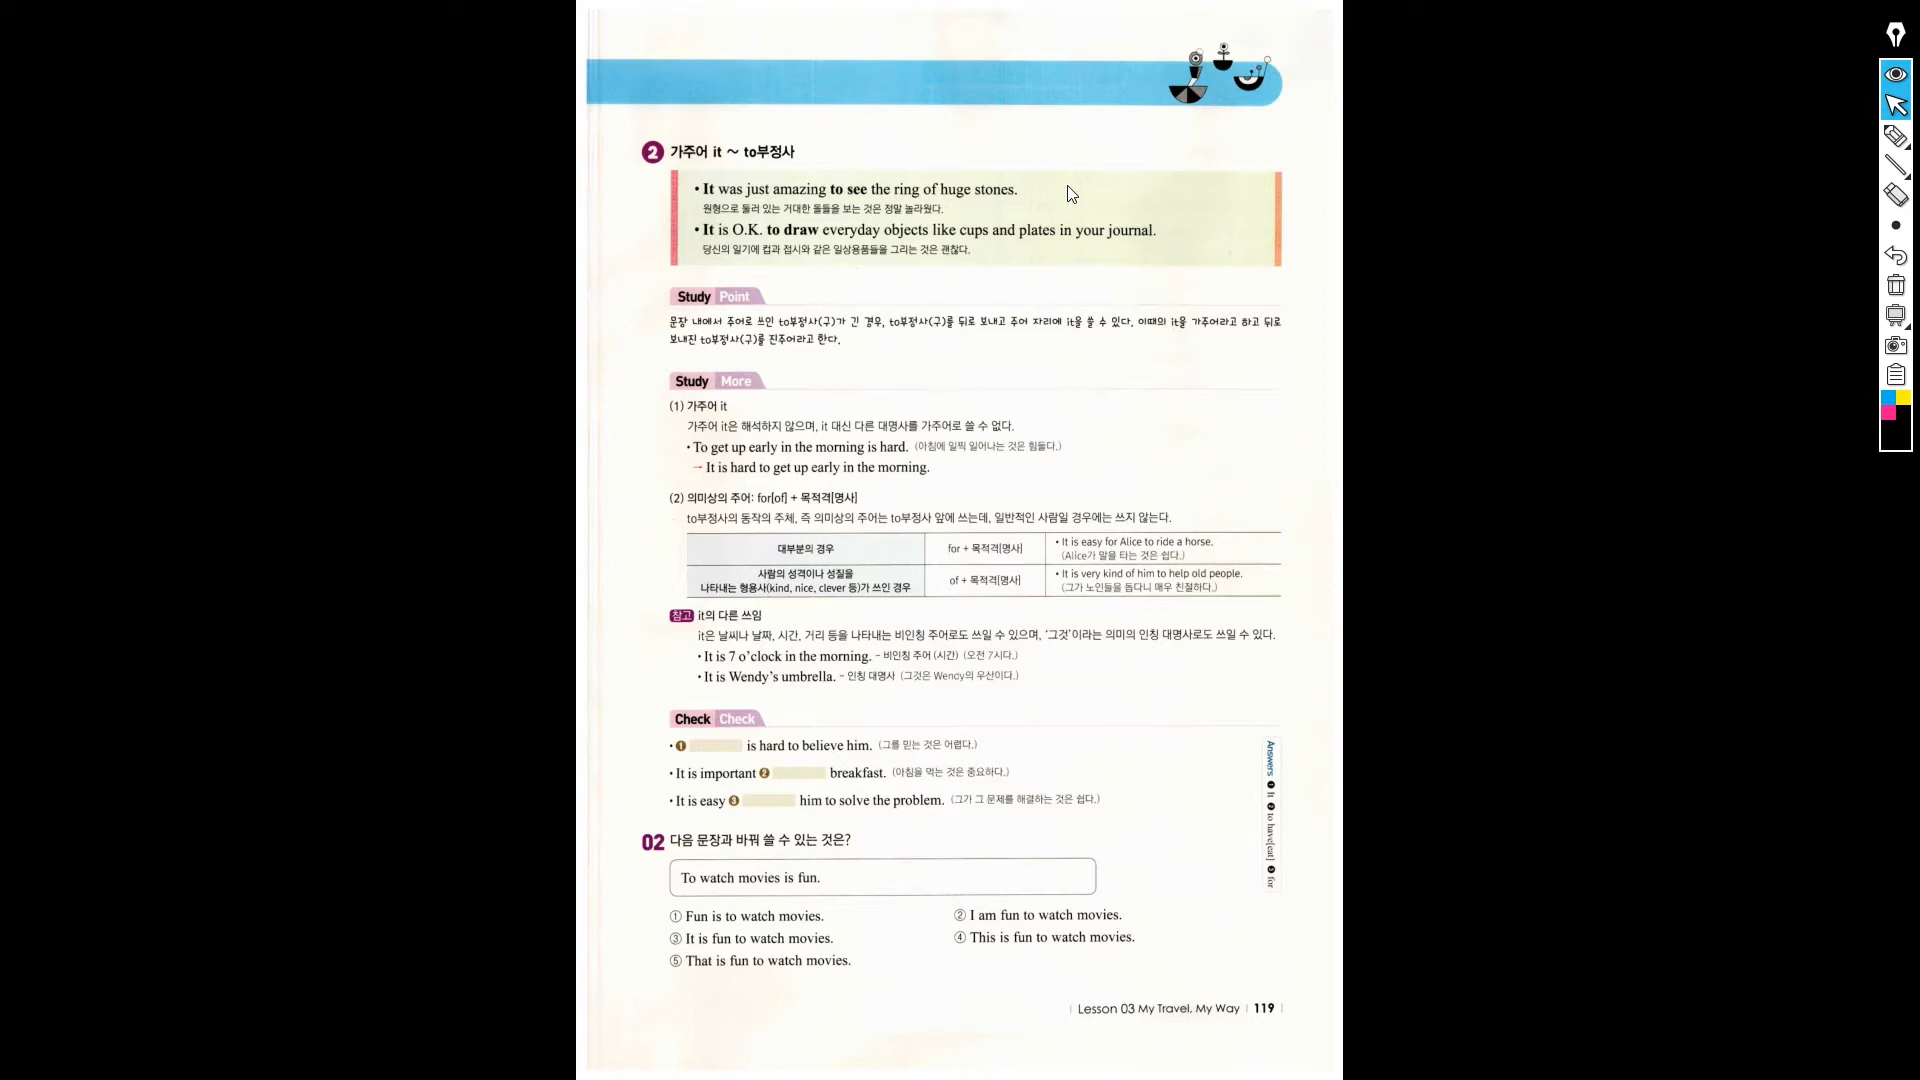 2 가주어 it ~ to부정사
• It was just amazing to see the ring of huge stones.
원형으로 둘러 있는 거대한 돌들을 보는 것은 정말 놀라웠다.
• It is O.K. to draw everyday objects like cups and plates in your journal.
당신의 일기에 컵과 접시와 같은 일상용품들을 그리는 것은 괜찮다.
Study Point
문장 내에서 주어로 쓰인 to부정사(구)가 긴 경우, to부정사(구)를 뒤로 보내고 주어 자리에 it을 쓸 수 있다. 이때의 it을 가주어라고 하고 뒤로
보내진 to부정사(구)를 진주어라고 한다.
Study More
(1) 가주어 it
가주어 it은 해석하지 않으며, it 대신 다른 대명사를 가주어로 쓸 수 없다.
• To get up early in the morning is hard. (아침에 일찍 일어나는 것은 힘들다.)
→ It is hard to get up early in the morning.
(2) 의미상의 주어: for[of] + 목적격[명사]
to부정사의 동작의 주체, 즉 의미상의 주어는 to부정사 앞에 쓰는데, 일반적인 사람일 경우에는 쓰지 않는다.
대부분의 경우
for + 목적격[명사]
• It is easy for Alice to ride a horse.
(Alice가 말을 타는 것은 쉽다.)
사람의 성격이나 성질을
나타내는 형용사(kind, nice, clever 등)가 쓰인 경우
of + 목적격[명사]
• It is very kind of him to help old people.
(그가 노인들을 돕다니 매우 친절하다.)
참고 it의 다른 쓰임
it은 날씨나 날짜, 시간, 거리 등을 나타내는 비인칭 주어로도 쓰일 수 있으며, '그것'이라는 의미의 인칭 대명사로도 쓰일 수 있다.
• It is 7 o'clock in the morning. - 비인칭 주어 (시간) (오전 7시다.)
• It is Wendy's umbrella. - 인칭 대명사 (그것은 Wendy의 우산이다.)
Check Check
• ❶ is hard to believe him. (그를 믿는 것은 어렵다.)
• It is important ❷ breakfast. (아침을 먹는 것은 중요하다.)
• It is easy ❸ him to solve the problem. (그가 그 문제를 해결하는 것은 쉽다.)
Answers ❶ It ❷ to have[eat] ❸ for
02 다음 문장과 바꿔 쓸 수 있는 것은?
To watch movies is fun.
① Fun is to watch movies.
② I am fun to watch movies.
③ It is fun to watch movies.
④ This is fun to watch movies.
⑤ That is fun to watch movies.
Lesson 03 My Travel, My Way | 119